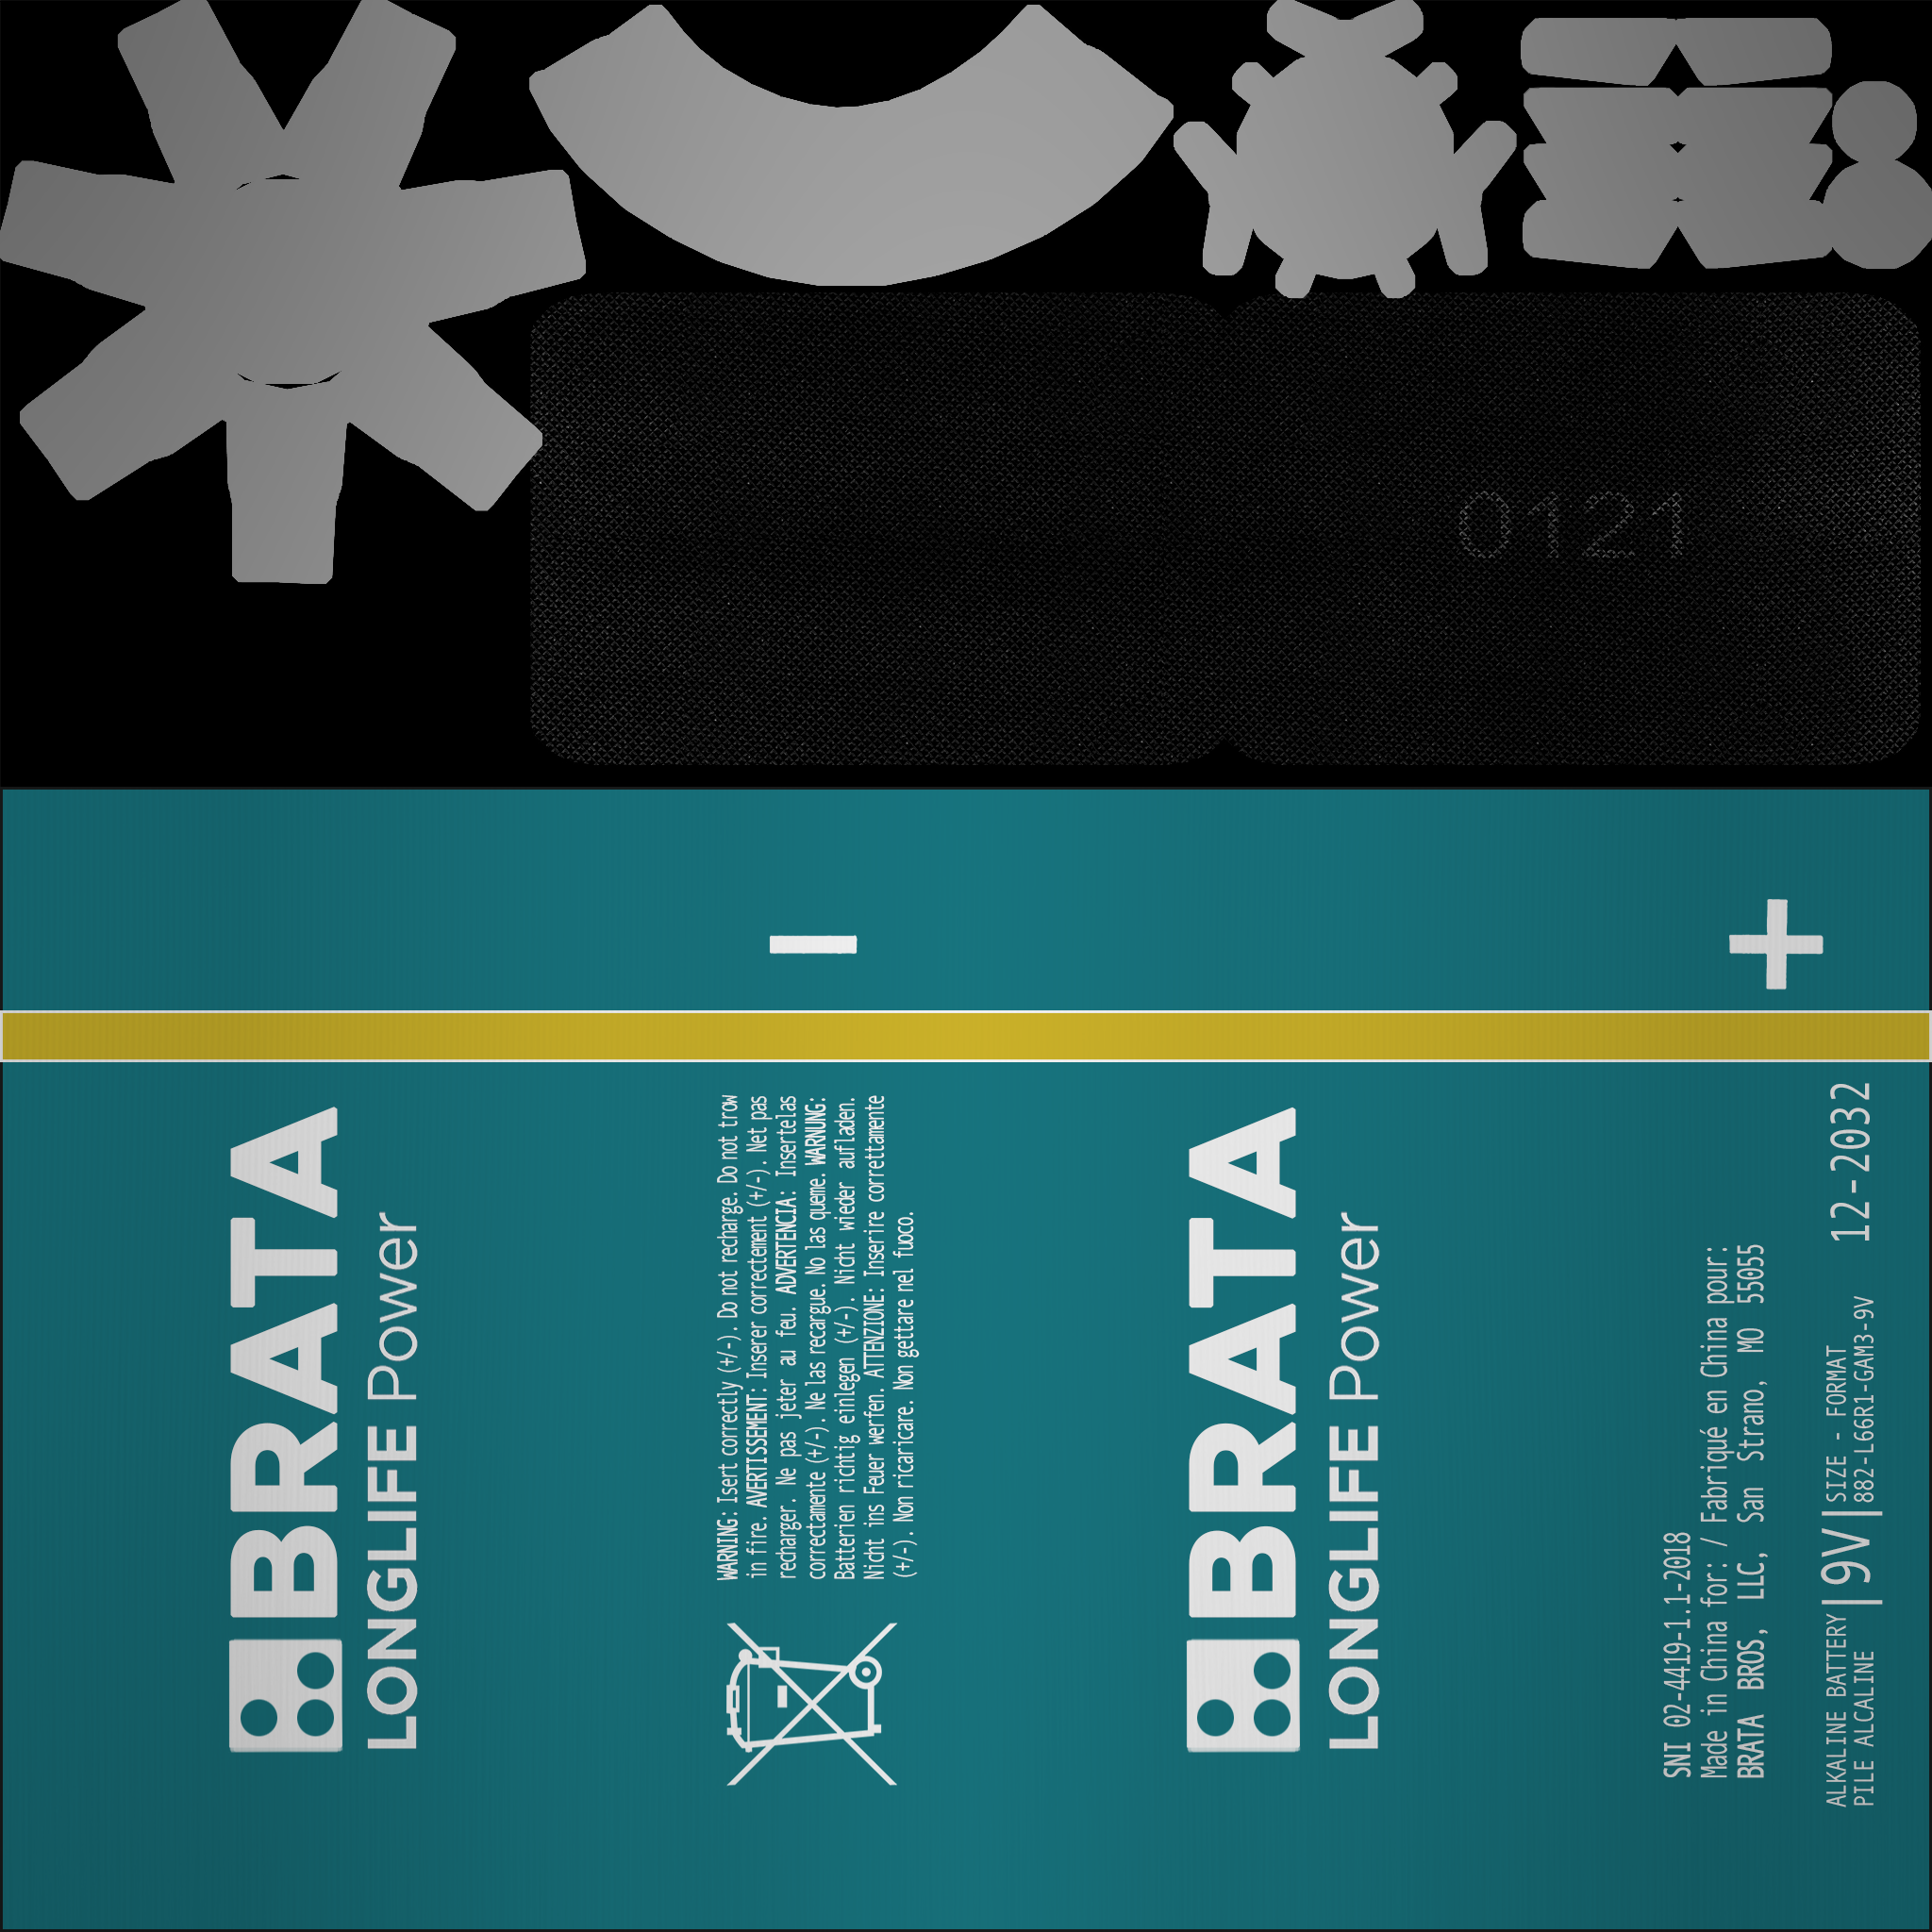 0121
−
+
BRATA
LONGLIFE Power
WARNING: Isert correctly (+/-). Do not recharge. Do not trow
in fire. AVERTISSEMENT: Inserer correctement (+/-). Net pas
recharger. Ne pas jeter au feu. ADVERTENCIA: Insertelas
correctamente (+/-). Ne las recargue. No las queme. WARNUNG:
Batterien richtig einlegen (+/-). Nicht wieder aufladen.
Nicht ins Feuer werfen. ATTENZIONE: Inserire correttamente
(+/-). Non ricaricare. Non gettare nel fuoco.
BRATA
LONGLIFE Power
SNI 02-4419-1.1-2018
Made in China for: / Fabriqué en China pour:
BRATA BROS, LLC, San Strano, MO 55055
ALKALINE BATTERY
PILE ALCALINE
|9V|
SIZE - FORMAT
882-L66R1-GAM3-9V
12-2032